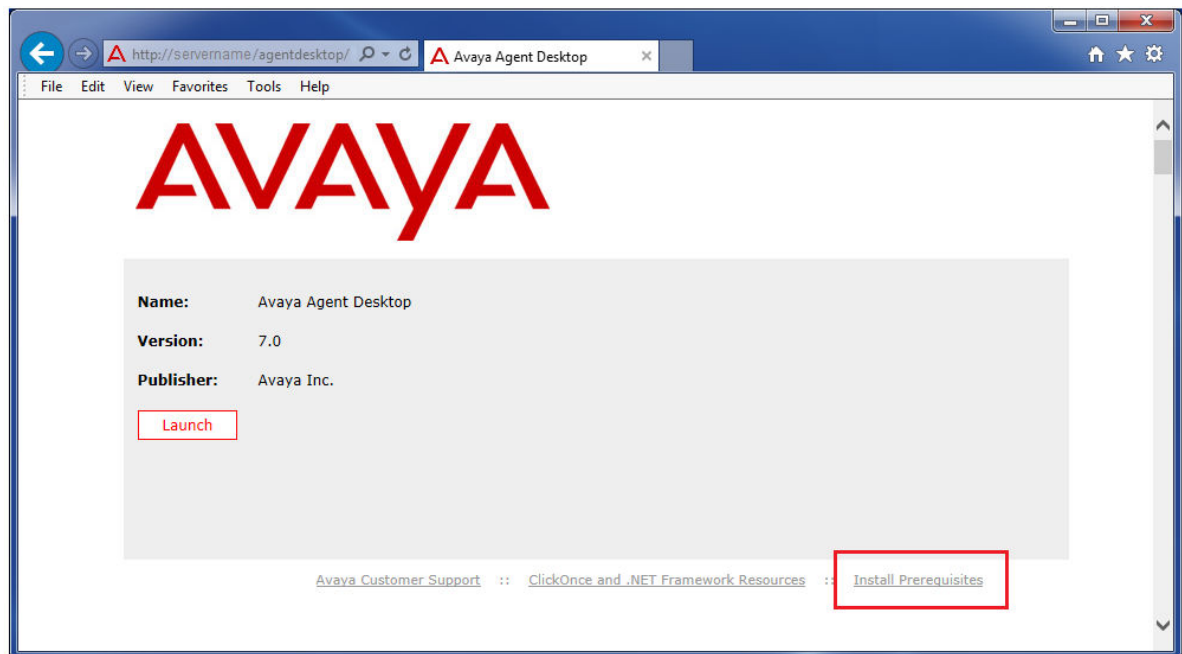 http://servername/agentdesktop/
Avaya Agent Desktop
File Edit View Favorites Tools Help
AVAYA
Name: Avaya Agent Desktop
Version: 7.0
Publisher: Avaya Inc.
Launch
Avaya Customer Support :: ClickOnce and .NET Framework Resources :: Install Prerequisites